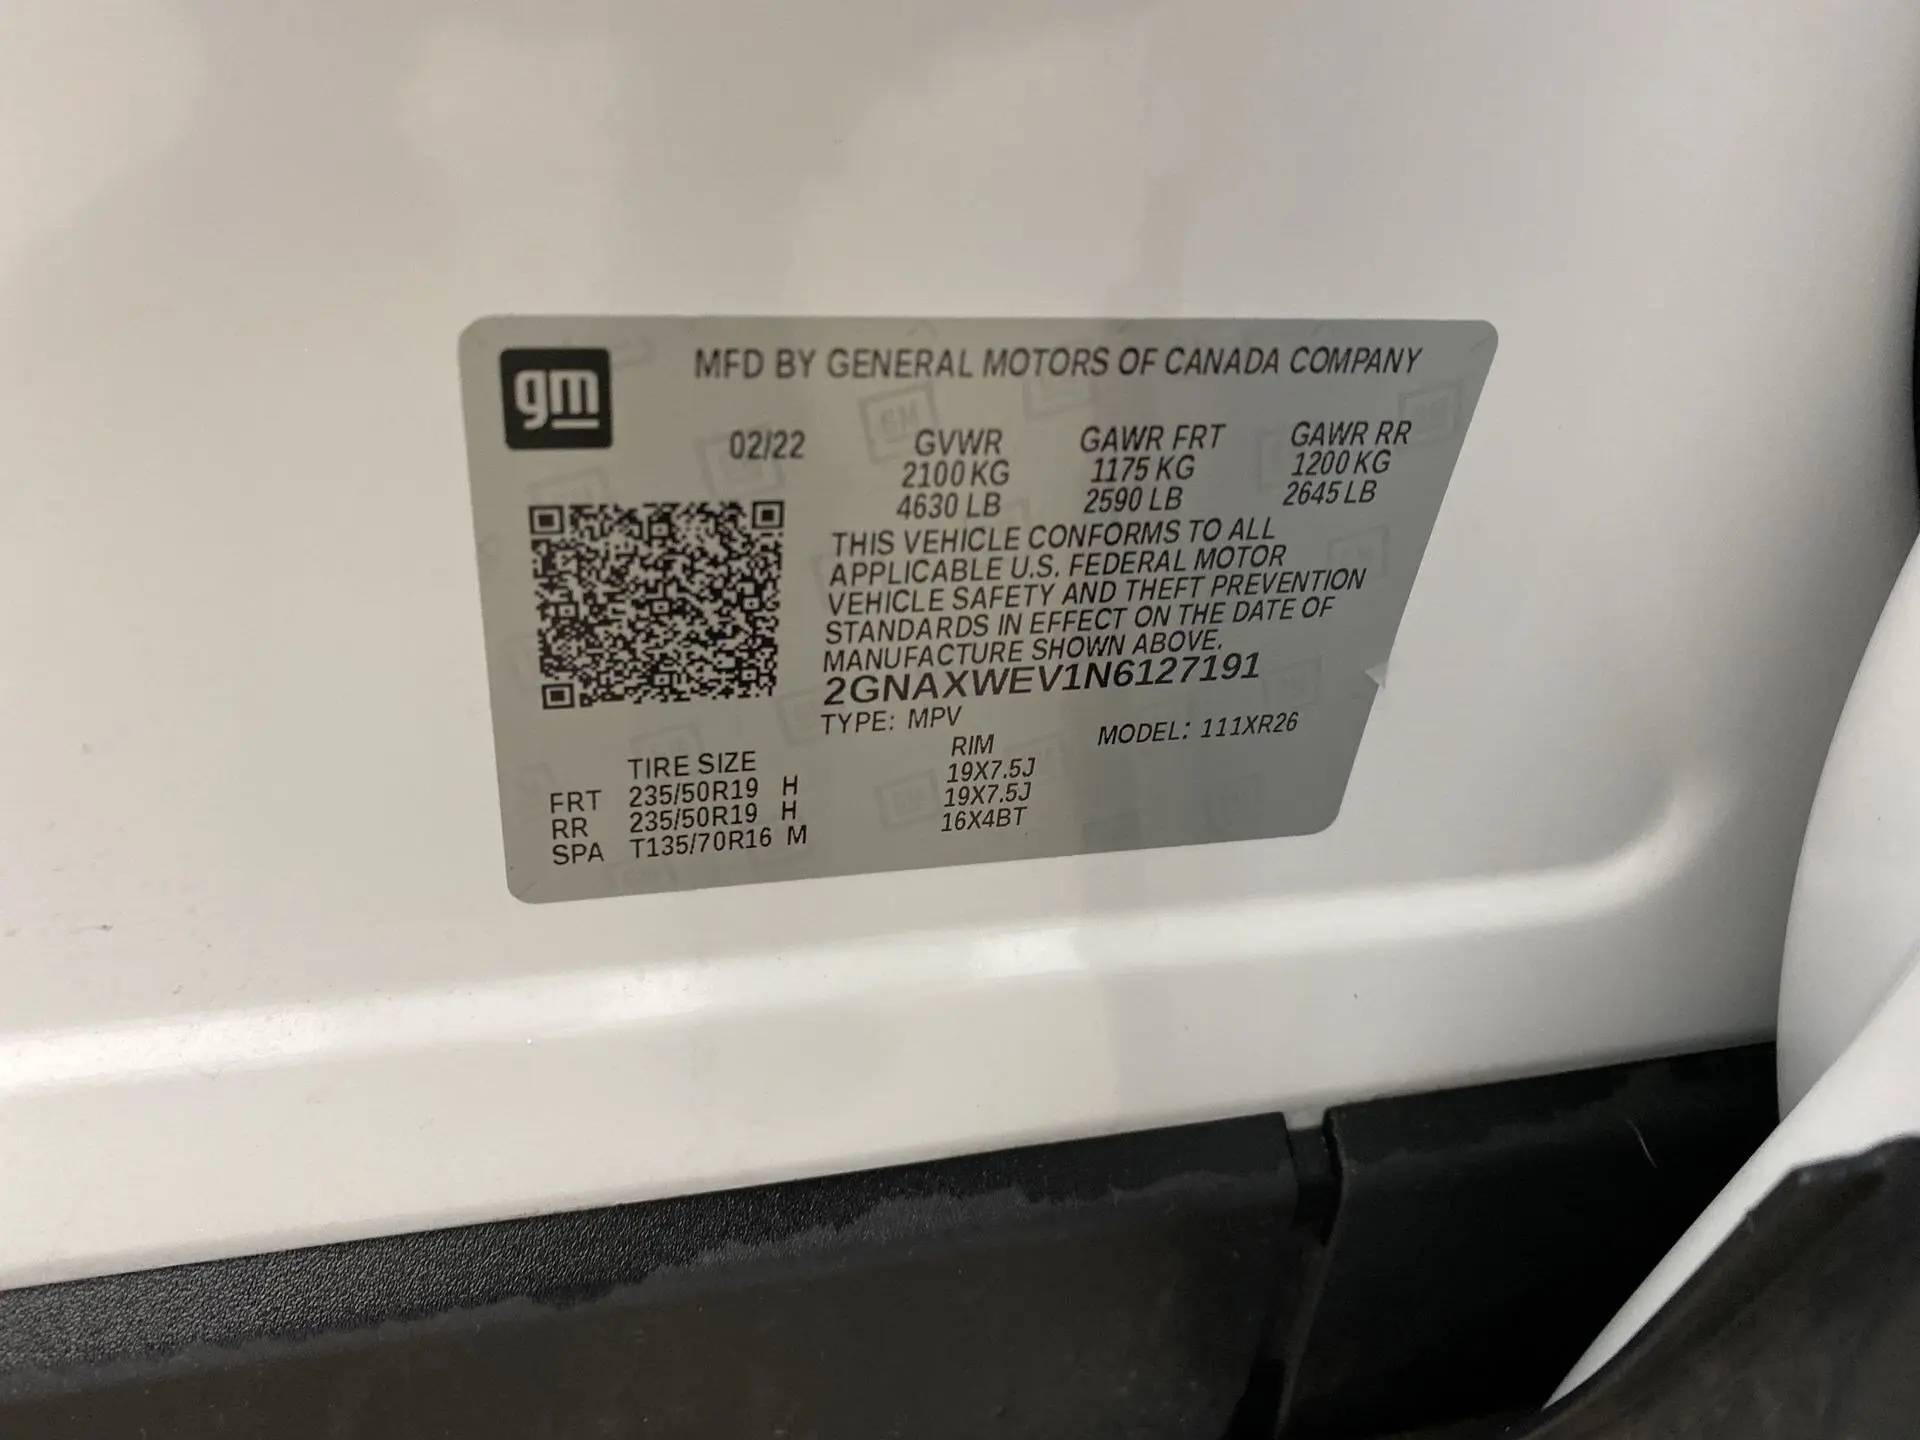 gm
MFD BY GENERAL MOTORS OF CANADA COMPANY
02/22 GVWR GAWR FRT GAWR RR
2100 KG 1175 KG 1200 KG
4630 LB 2590 LB 2645 LB
THIS VEHICLE CONFORMS TO ALL
APPLICABLE U.S. FEDERAL MOTOR
VEHICLE SAFETY AND THEFT PREVENTION
STANDARDS IN EFFECT ON THE DATE OF
MANUFACTURE SHOWN ABOVE.
2GNAXWEV1N6127191
TYPE: MPV MODEL: 111XR26
TIRE SIZE RIM
FRT 235/50R19 H 19X7.5J
RR 235/50R19 H 19X7.5J
SPA T135/70R16 M 16X4BT